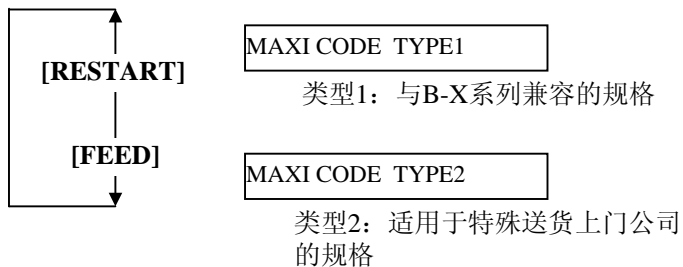 MAXI CODE TYPE1
[RESTART]
类型1：与B-X系列兼容的规格
[FEED]
MAXI CODE TYPE2
类型2：适用于特殊送货上门公司
的规格